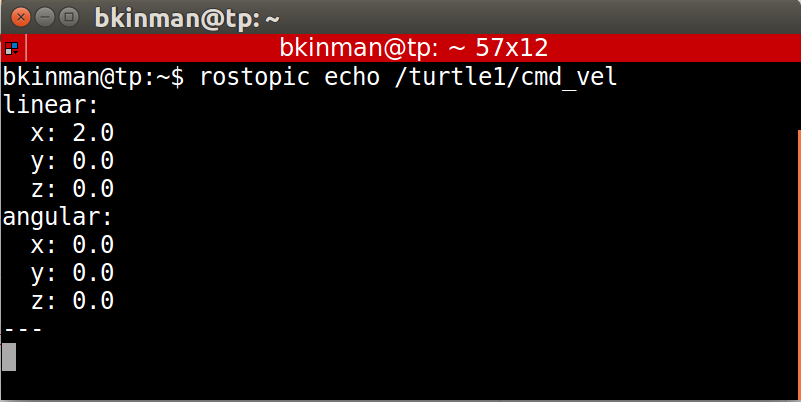 bkinman@tp: ~
bkinman@tp: ~ 57x12
bkinman@tp:~$ rostopic echo /turtle1/cmd_vel
linear:
  x: 2.0
  y: 0.0
  z: 0.0
angular:
  x: 0.0
  y: 0.0
  z: 0.0
---